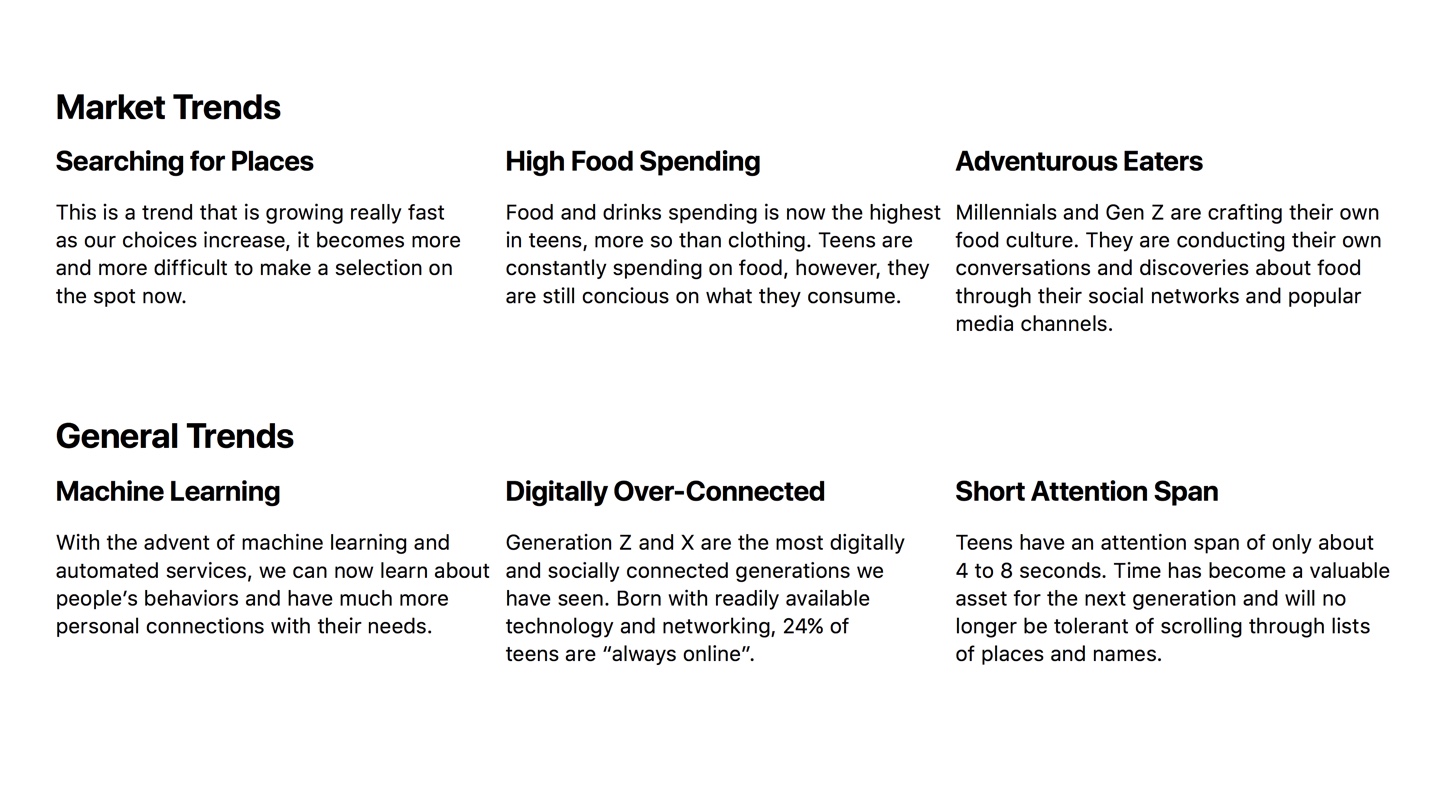 Market Trends
Searching for Places
This is a trend that is growing really fast
as our choices increase, it becomes more
and more difficult to make a selection on
the spot now.
High Food Spending
Food and drinks spending is now the highest
in teens, more so than clothing. Teens are
constantly spending on food, however, they
are still concious on what they consume.
Adventurous Eaters
Millennials and Gen Z are crafting their own
food culture. They are conducting their own
conversations and discoveries about food
through their social networks and popular
media channels.
General Trends
Machine Learning
With the advent of machine learning and
automated services, we can now learn about
people’s behaviors and have much more
personal connections with their needs.
Digitally Over-Connected
Generation Z and X are the most digitally
and socially connected generations we
have seen. Born with readily available
technology and networking, 24% of
teens are “always online”.
Short Attention Span
Teens have an attention span of only about
4 to 8 seconds. Time has become a valuable
asset for the next generation and will no
longer be tolerant of scrolling through lists
of places and names.